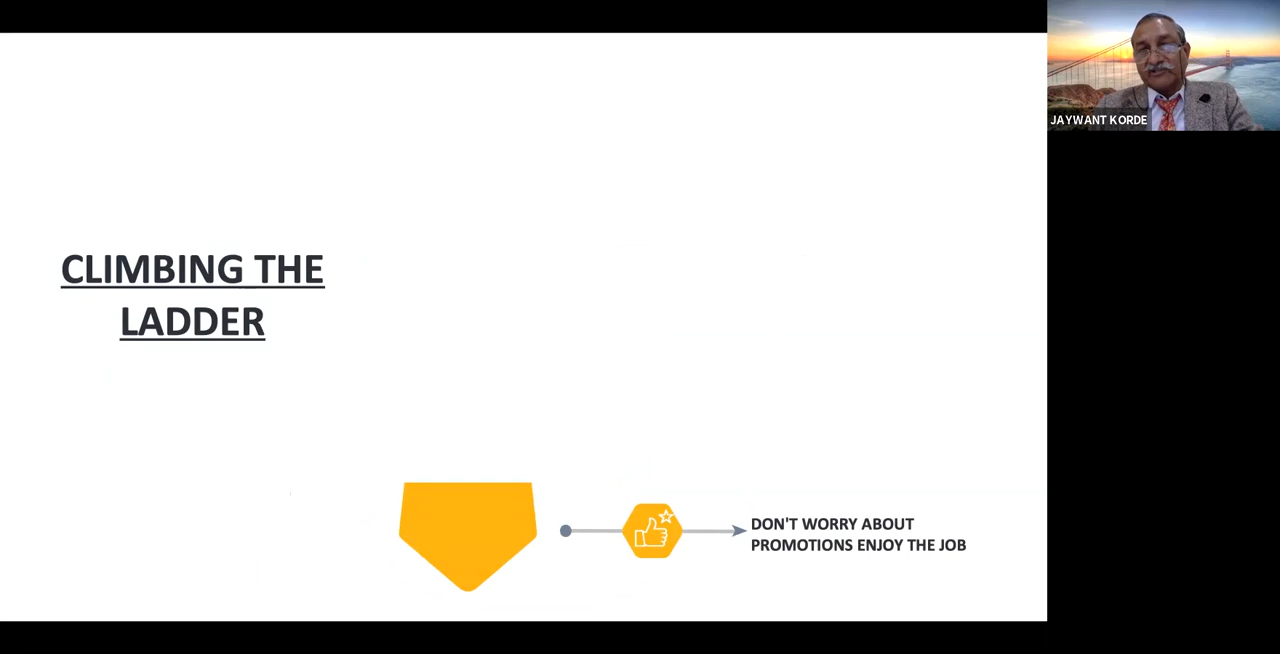 CLIMBING THE
LADDER
DON'T WORRY ABOUT
PROMOTIONS ENJOY THE JOB
JAYWANT KORDE